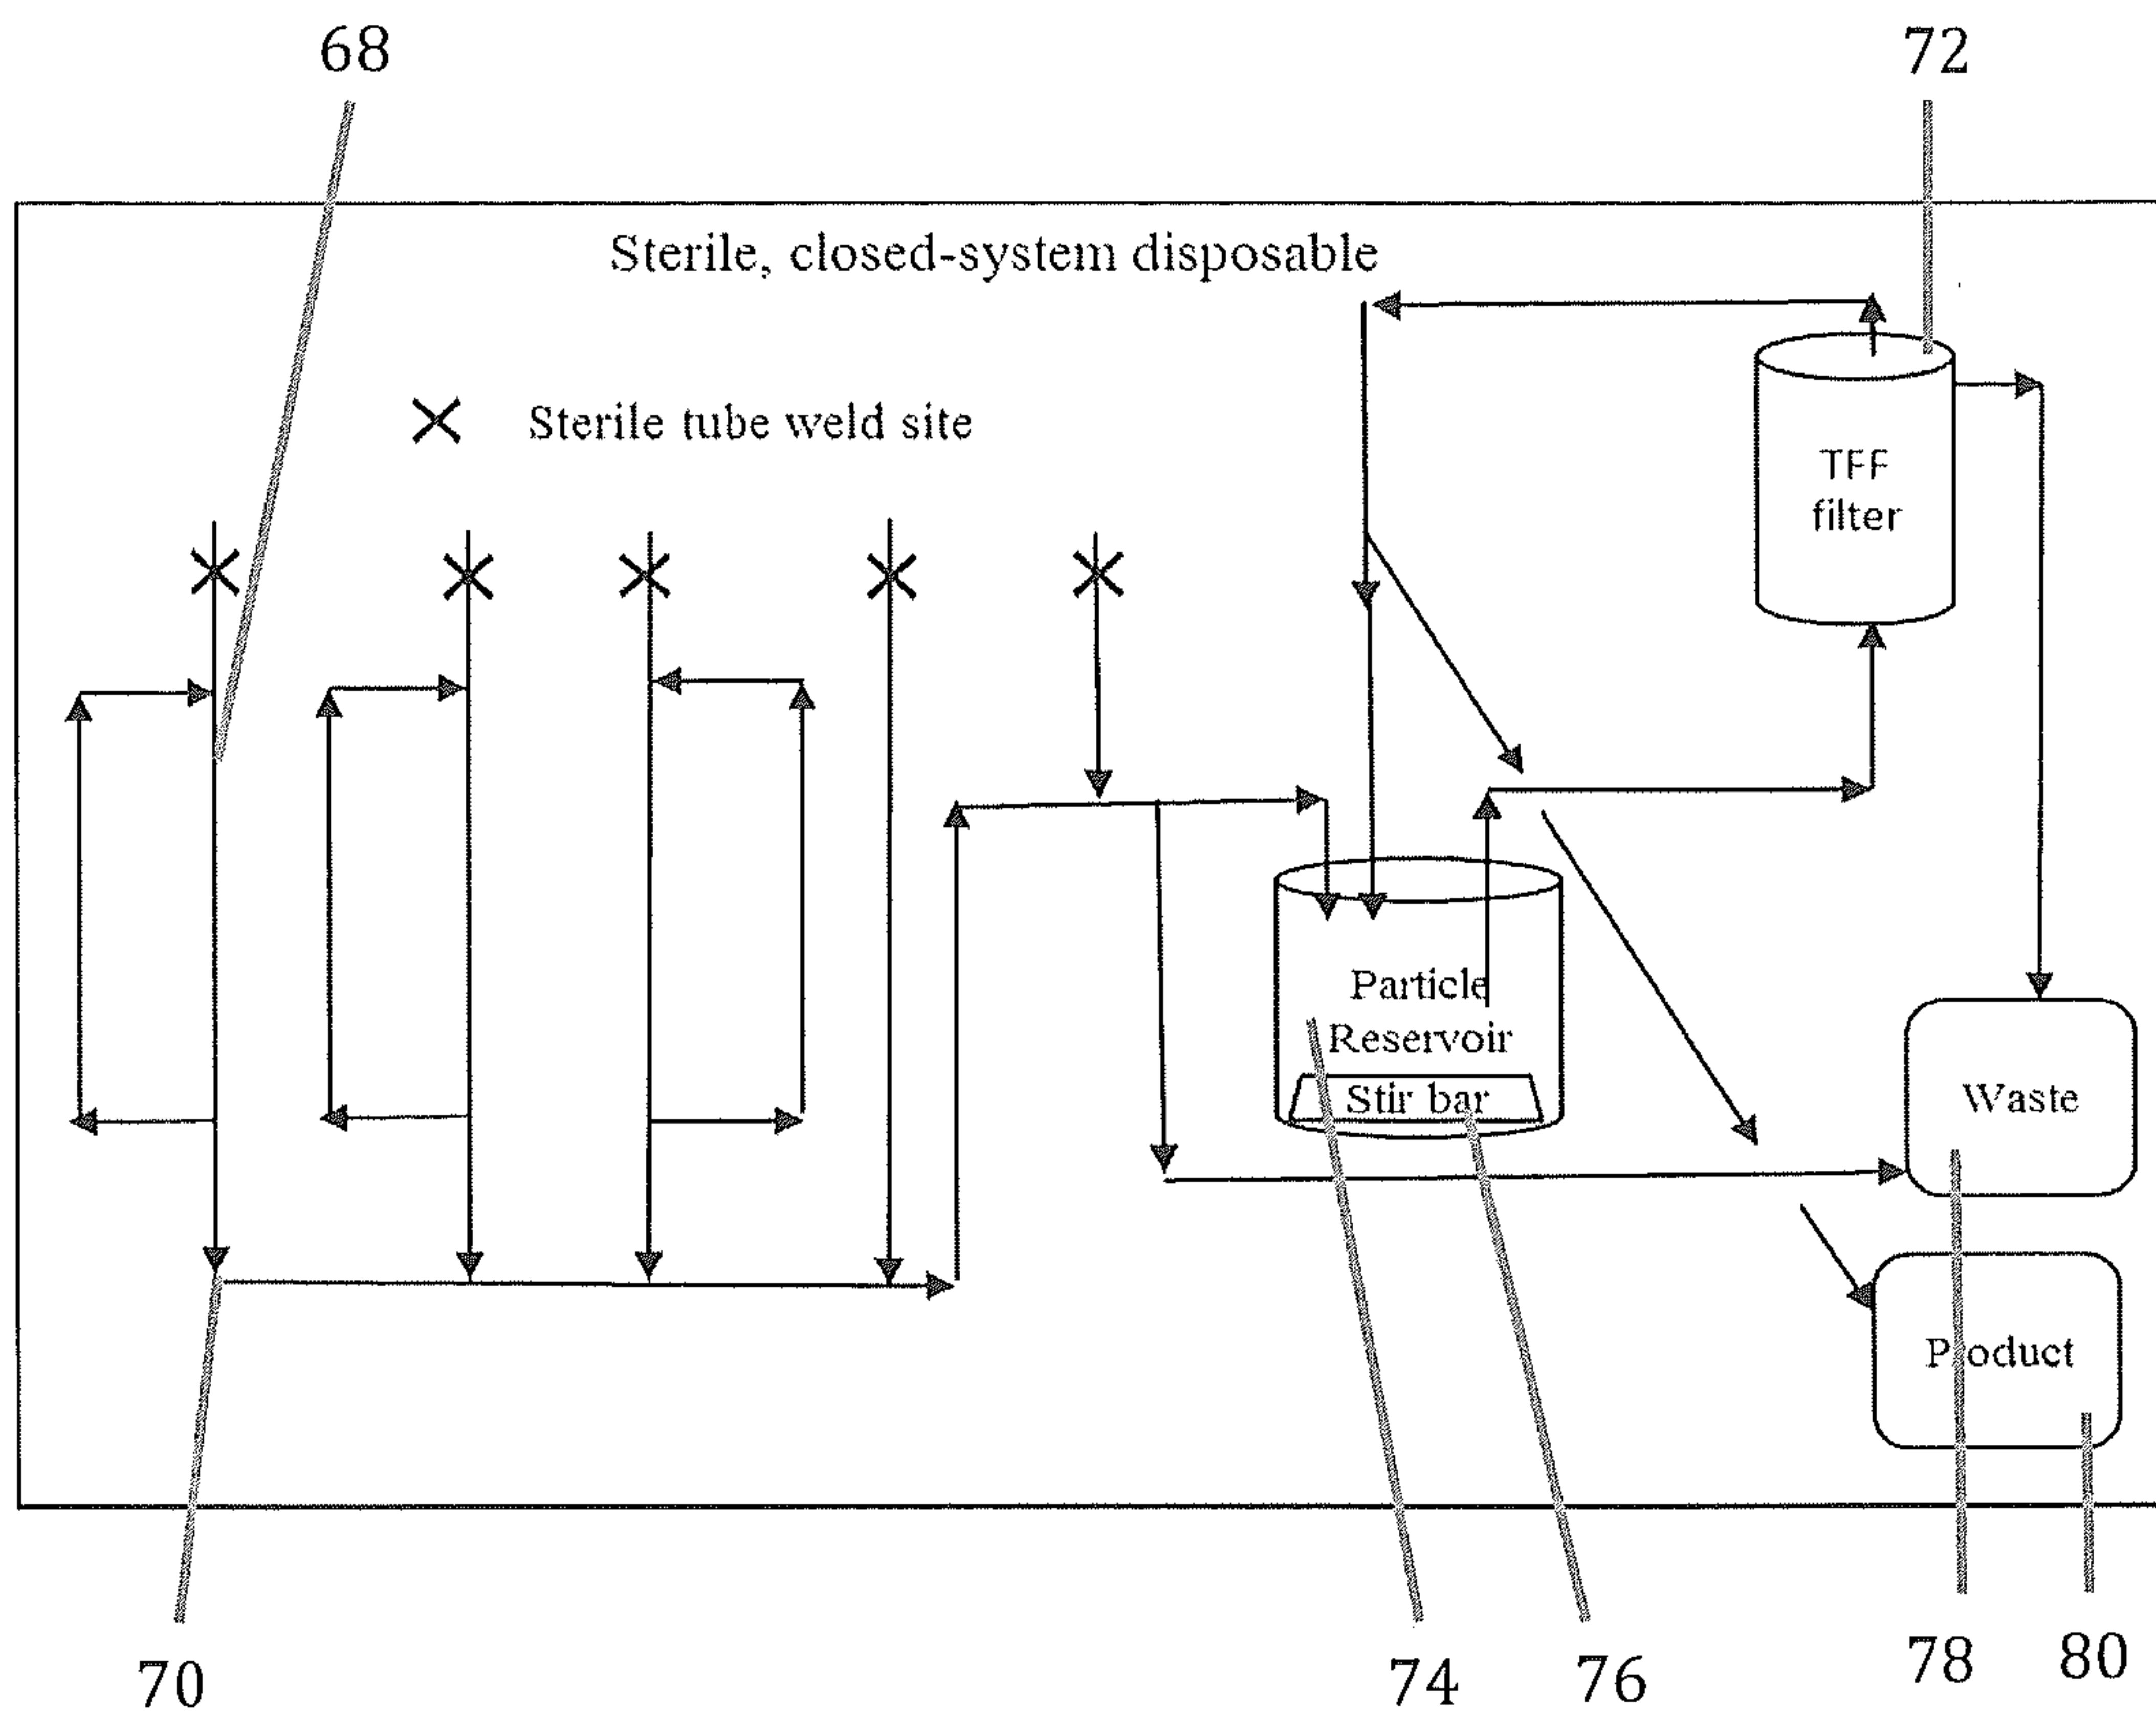 68
72
Sterile, closed-system disposable
Sterile tube weld site
TFF
filter
Particle
Reservoir
Stir bar
Waste
Product
70
74
76
78
80